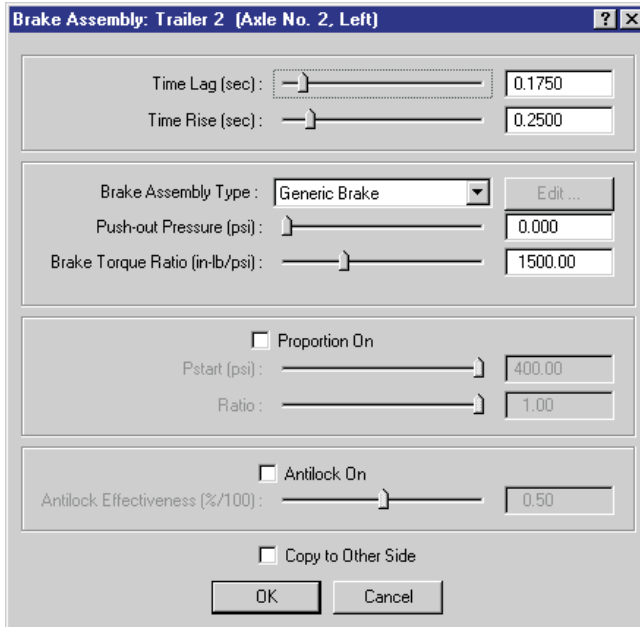 Brake Assembly: Trailer 2 (Axle No. 2, Left)
Time Lag (sec) : 0.1750
Time Rise (sec) : 0.2500
Brake Assembly Type : Generic Brake Edit ...
Push-out Pressure (psi) : 0.000
Brake Torque Ratio (in-lb/psi) : 1500.00
Proportion On
Pstart (psi) : 400.00
Ratio : 1.00
Antilock On
Antilock Effectiveness (%/100) : 0.50
Copy to Other Side
OK Cancel